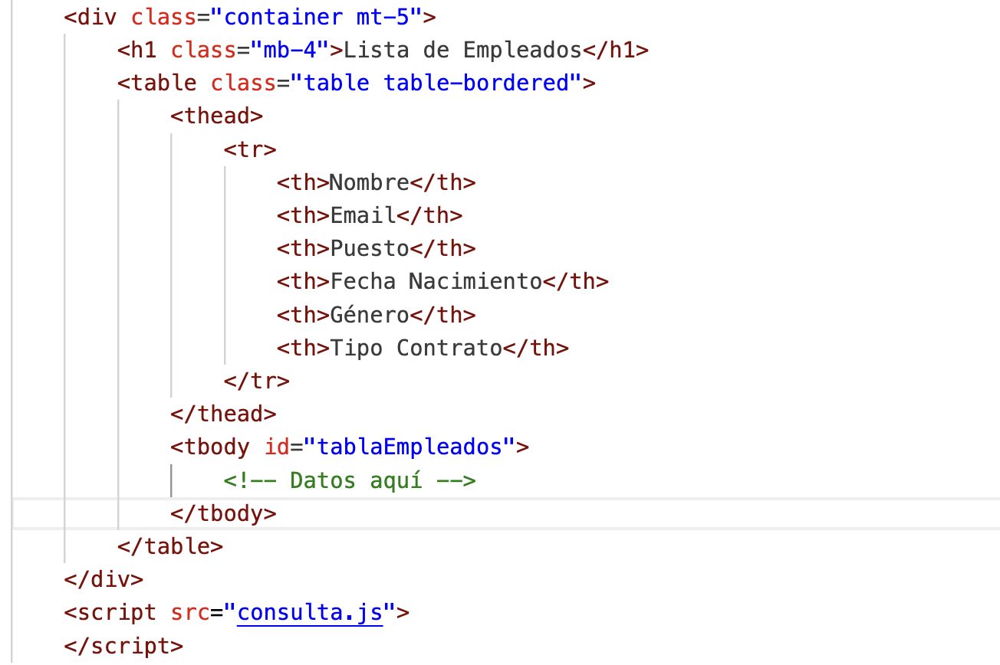 <div class="container mt-5">
<h1 class="mb-4">Lista de Empleados</h1>
<table class="table table-bordered">
<thead>
<tr>
<th>Nombre</th>
<th>Email</th>
<th>Puesto</th>
<th>Fecha Nacimiento</th>
<th>Género</th>
<th>Tipo Contrato</th>
</tr>
</thead>
<tbody id="tablaEmpleados">
<!-- Datos aquí -->
</tbody>
</table>
</div>
<script src="consulta.js">
</script>